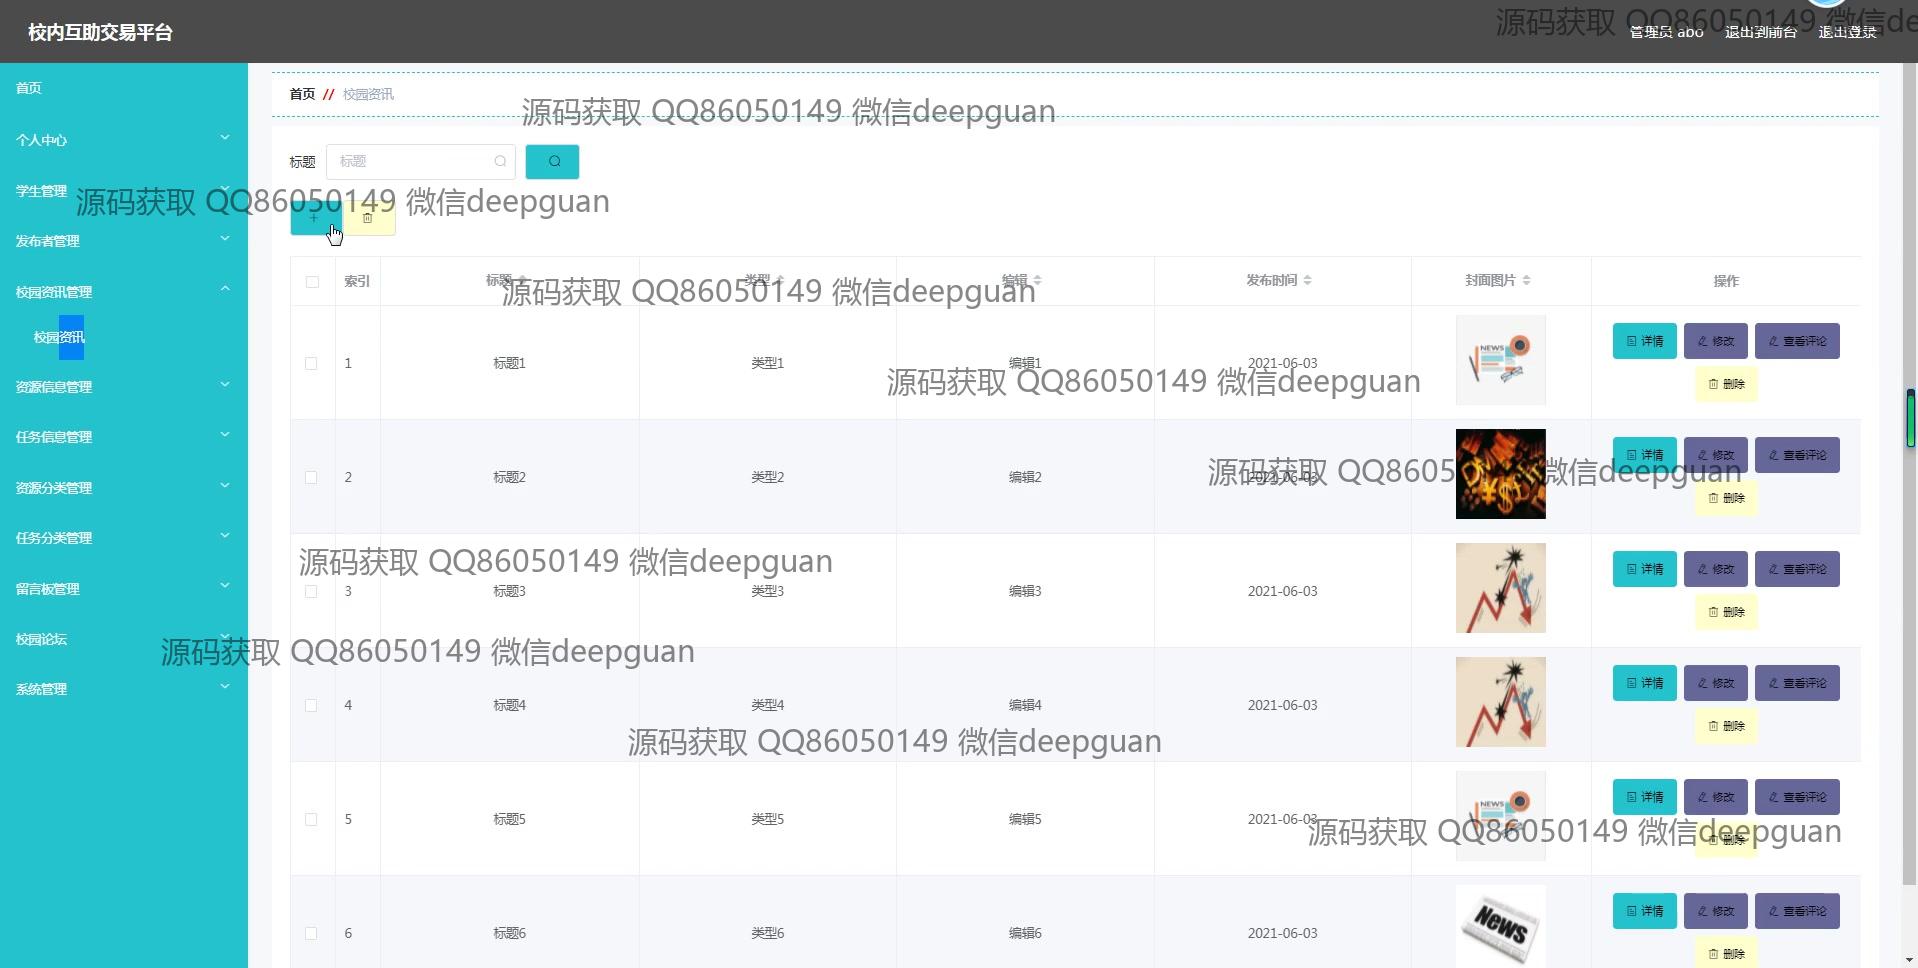 校内互助交易平台
源码获取 QQ86050149 微信de
管理员 abo 退出到前台 退出登录
首页
个人中心
学生管理
发布者管理
校园资讯管理
校园资讯
资源信息管理
任务信息管理
资源分类管理
任务分类管理
留言板管理
校园论坛
系统管理
首页 // 校园资讯
源码获取 QQ86050149 微信deepguan
标题 标题
源码获取 QQ86050149 微信deepguan
索引 标题 类型 编辑 发布时间 封面图片 操作
源码获取 QQ86050149 微信deepguan
1 标题1 类型1 编辑1 2021-06-03 NEWS 详情 修改 查看评论
删除
源码获取 QQ86050149 微信deepguan
2 标题2 类型2 编辑2 2021-06-03 详情 修改 查看评论
删除
源码获取 QQ8605 微信deepguan
源码获取 QQ86050149 微信deepguan
3 标题3 类型3 编辑3 2021-06-03 详情 修改 查看评论
删除
源码获取 QQ86050149 微信deepguan
4 标题4 类型4 编辑4 2021-06-03 详情 修改 查看评论
删除
源码获取 QQ86050149 微信deepguan
5 标题5 类型5 编辑5 2021-06-03 NEWS 详情 修改 查看评论
删除
源码获取 QQ86050149 微信deepguan
6 标题6 类型6 编辑6 2021-06-03 News 详情 修改 查看评论
删除